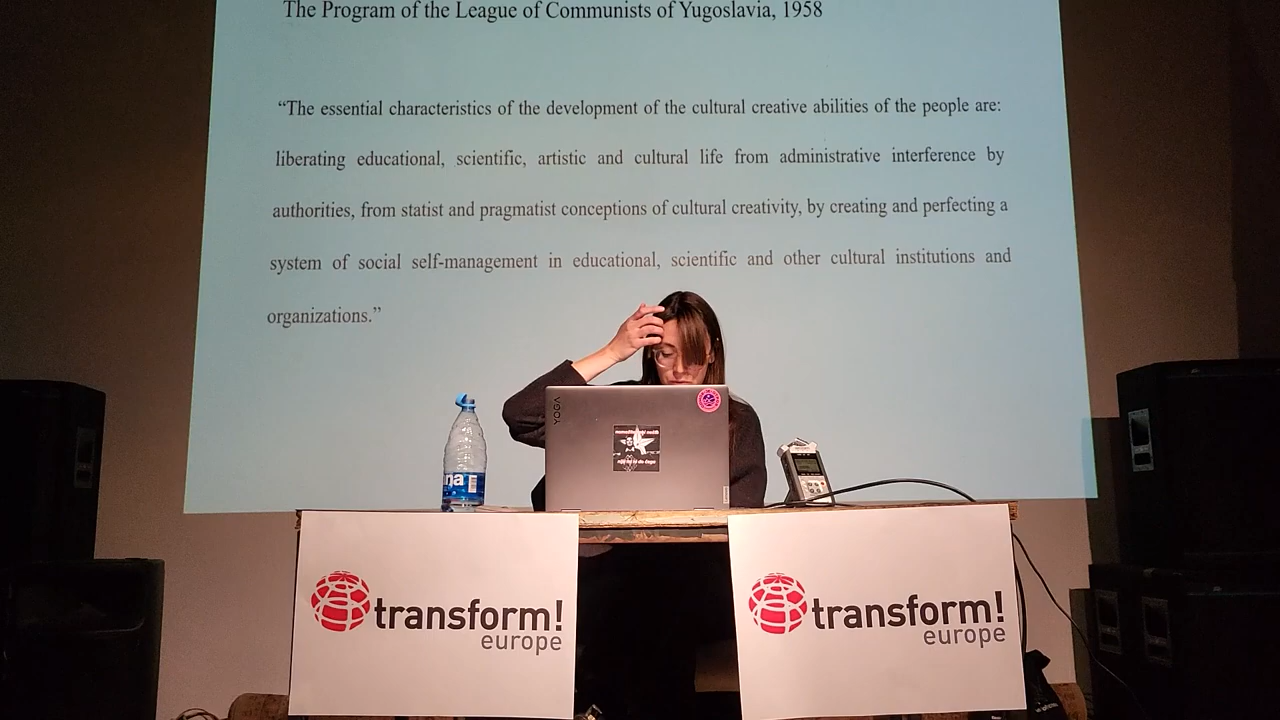 The Program of the League of Communists of Yugoslavia, 1958
“The essential characteristics of the development of the cultural creative abilities of the people are:
liberating educational, scientific, artistic and cultural life from administrative interference by
authorities, from statist and pragmatist conceptions of cultural creativity, by creating and perfecting a
system of social self-management in educational, scientific and other cultural institutions and
organizations.”
YOGA
transform!
europe
transform!
europe